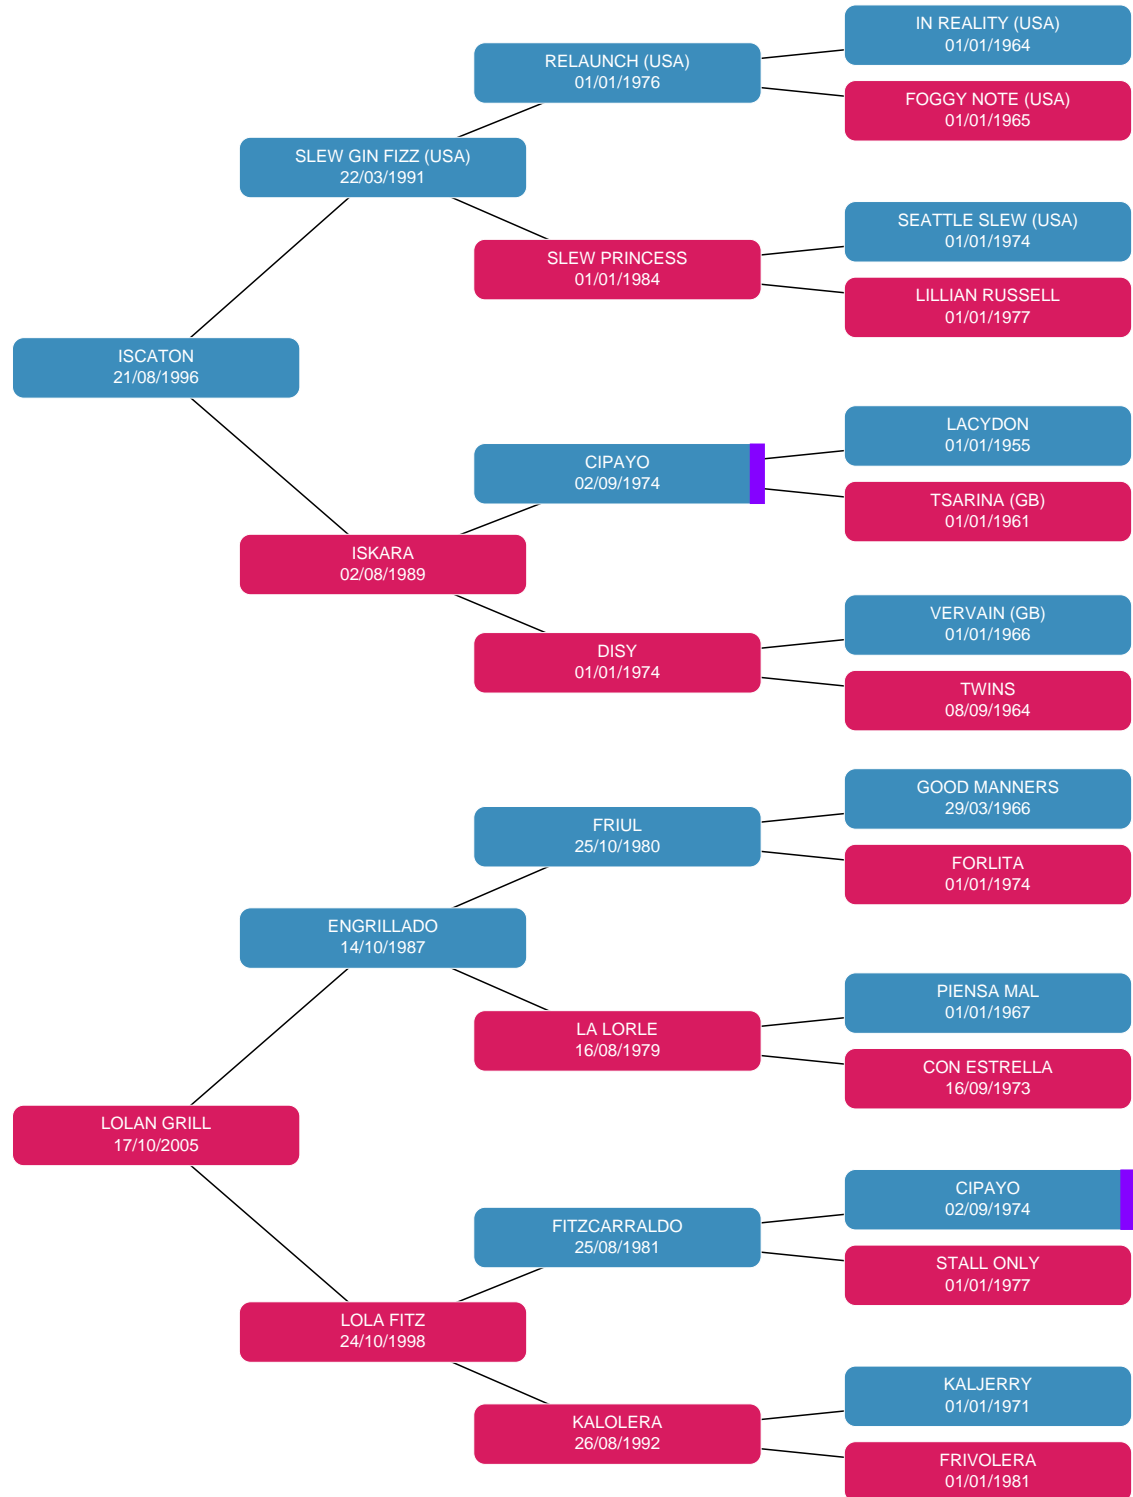 IN REALITY (USA)
01/01/1964
RELAUNCH (USA)
01/01/1976
FOGGY NOTE (USA)
01/01/1965
SLEW GIN FIZZ (USA)
22/03/1991
SEATTLE SLEW (USA)
01/01/1974
SLEW PRINCESS
01/01/1984
LILLIAN RUSSELL
01/01/1977
ISCATON
21/08/1996
LACYDON
01/01/1955
CIPAYO
02/09/1974
TSARINA (GB)
01/01/1961
ISKARA
02/08/1989
VERVAIN (GB)
01/01/1966
DISY
01/01/1974
TWINS
08/09/1964
GOOD MANNERS
29/03/1966
FRIUL
25/10/1980
FORLITA
01/01/1974
ENGRILLADO
14/10/1987
PIENSA MAL
01/01/1967
LA LORLE
16/08/1979
CON ESTRELLA
16/09/1973
LOLAN GRILL
17/10/2005
CIPAYO
02/09/1974
FITZCARRALDO
25/08/1981
STALL ONLY
01/01/1977
LOLA FITZ
24/10/1998
KALJERRY
01/01/1971
KALOLERA
26/08/1992
FRIVOLERA
01/01/1981